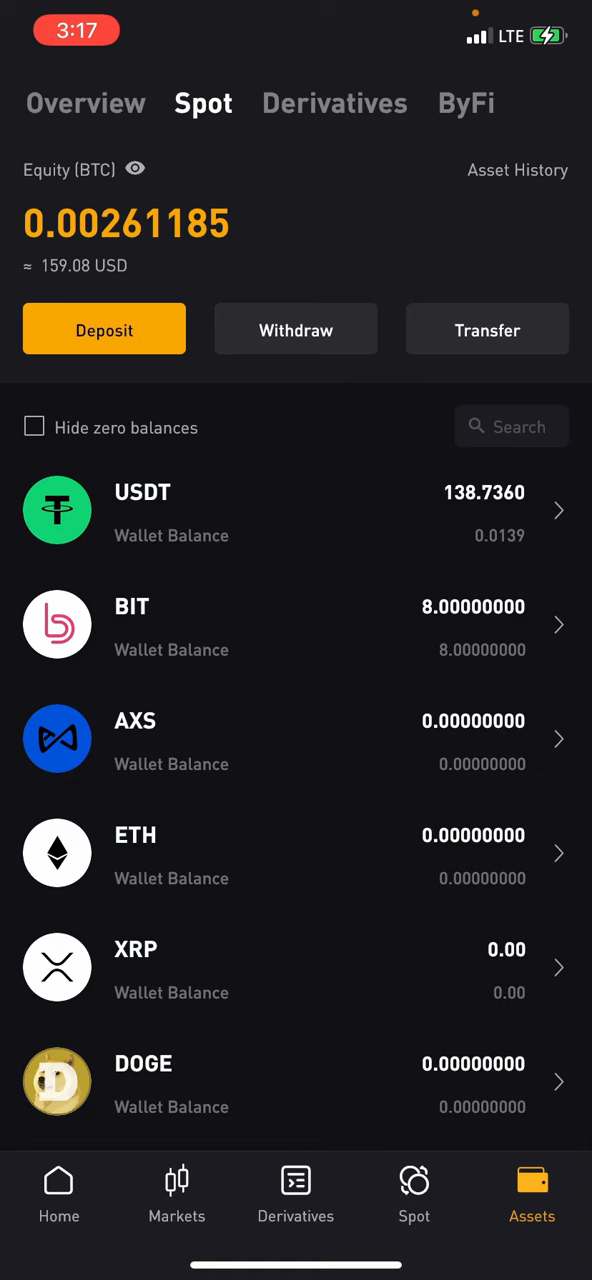 3:17 LTE
Overview Spot Derivatives ByFi
Equity (BTC) Asset History
0.00261185
≈ 159.08 USD
Deposit Withdraw Transfer
Hide zero balances Search
USDT 138.7360
Wallet Balance 0.0139
BIT 8.00000000
Wallet Balance 8.00000000
AXS 0.00000000
Wallet Balance 0.00000000
ETH 0.00000000
Wallet Balance 0.00000000
XRP 0.00
Wallet Balance 0.00
DOGE 0.00000000
Wallet Balance 0.00000000
Home Markets Derivatives Spot Assets